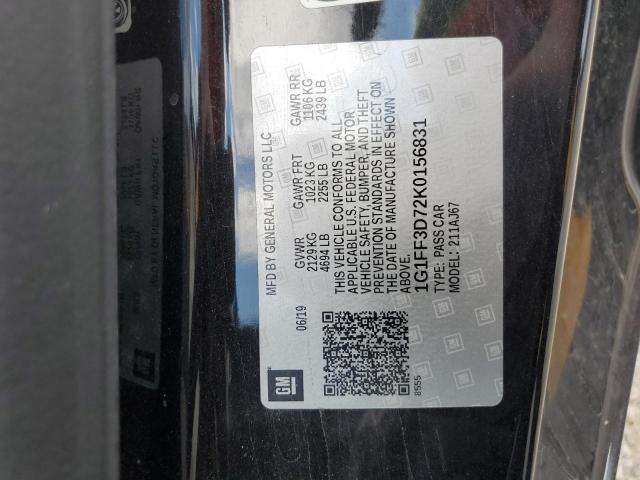 GM
MFD BY GENERAL MOTORS LLC
06/19 GVWR GAWR FRT GAWR RR
2129 KG 1023 KG 1106 KG
4694 LB 2255 LB 2439 LB
THIS VEHICLE CONFORMS TO ALL
APPLICABLE U.S. FEDERAL MOTOR
VEHICLE SAFETY, BUMPER, AND THEFT
PREVENTION STANDARDS IN EFFECT ON
THE DATE OF MANUFACTURE SHOWN
ABOVE.
1G1FF3D72K0156831
TYPE: PASS CAR
8555 MODEL: 211AJ67